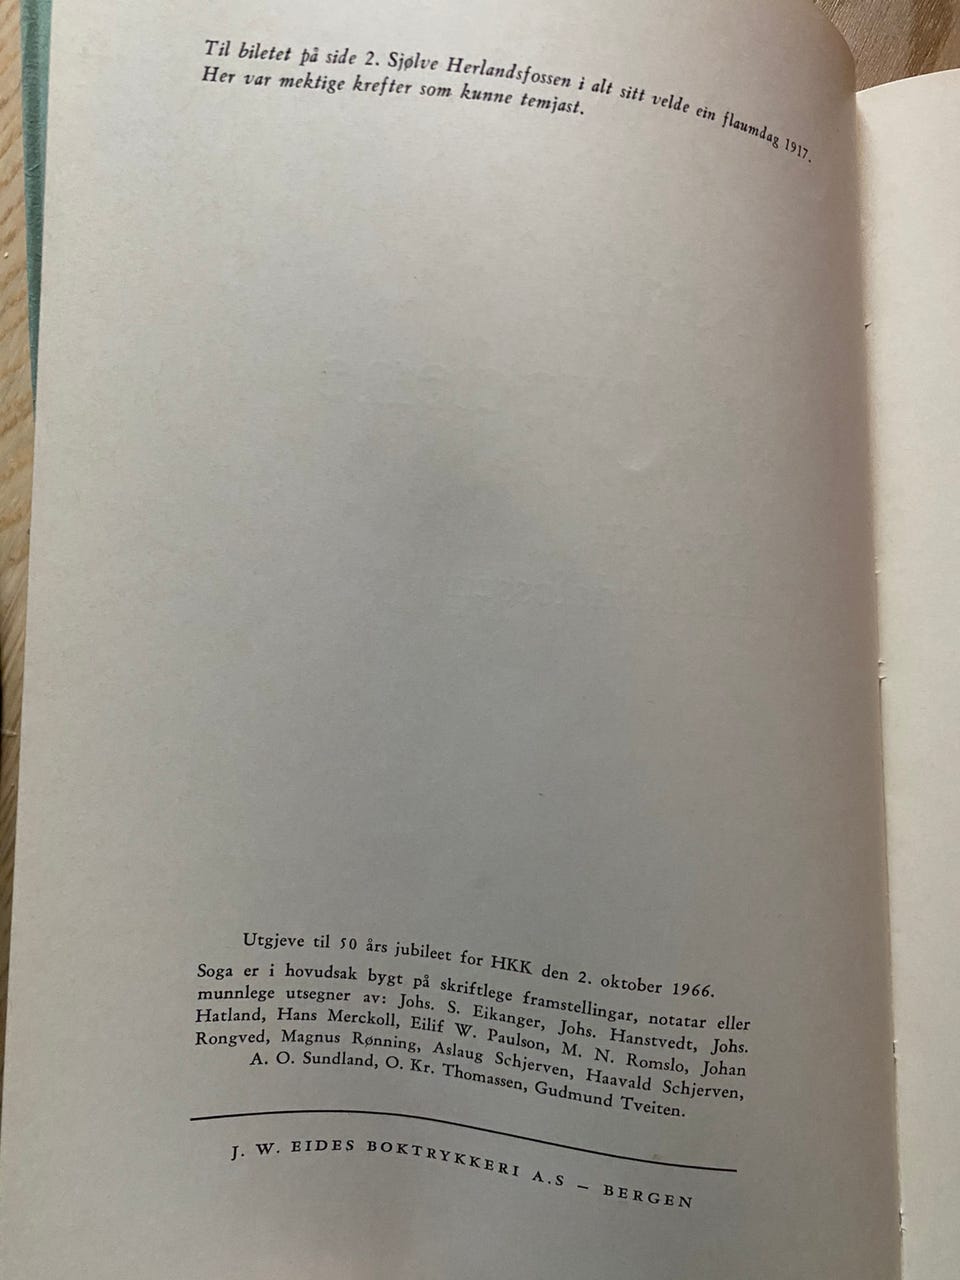 Til biletet på side 2. Sjølve Herlandsfossen i alt sitt velde ein flaumdag 1917.
Her var mektige krefter som kunne temjast.
Utgjeve til 50 års jubileet for HKK den 2. oktober 1966.
Soga er i hovudsak bygt på skriftlege framstellingar, notatar eller
munnlege utsegner av: Johs. S. Eikanger, Johs. Hanstvedt, Johs.
Hatland, Hans Merckoll, Eilif W. Paulson, M. N. Romslo, Johan
Rongved, Magnus Rønning, Aslaug Schjerven, Haavald Schjerven,
A. O. Sundland, O. Kr. Thomassen, Gudmund Tveiten.
J. W. EIDES BOKTRYKKERI A.S – BERGEN